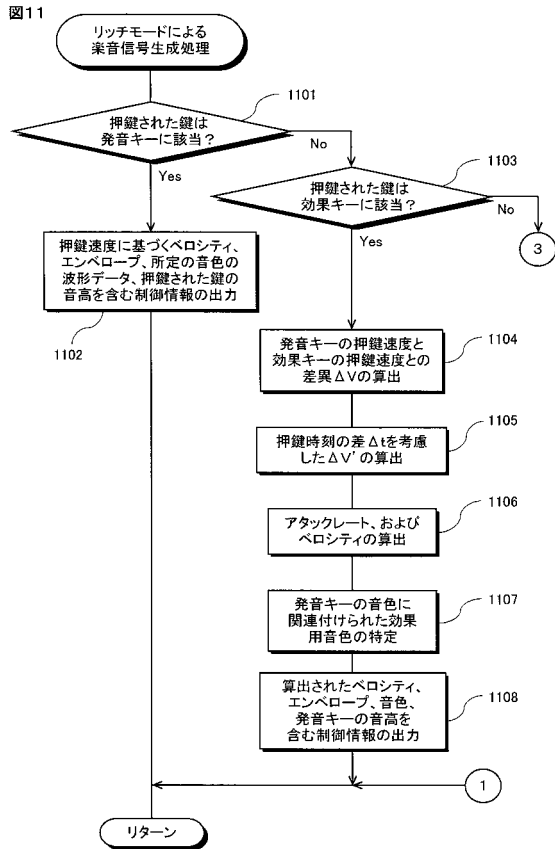 図11
リッチモードによる
楽音信号生成処理
1101
押鍵された鍵は
発音キーに該当？
No
Yes
1103
押鍵された鍵は
効果キーに該当？
No
Yes
3
押鍵速度に基づくベロシティ、
エンベロープ、所定の音色の
波形データ、押鍵された鍵の
音高を含む制御情報の出力
1102
発音キーの押鍵速度と
効果キーの押鍵速度との
差異ΔVの算出
1104
押鍵時刻の差Δtを考慮
したΔV'の算出
1105
アタックレート、および
ベロシティの算出
1106
発音キーの音色に
関連付けられた効果
用音色の特定
1107
算出されたベロシティ、
エンベロープ、音色、
発音キーの音高を
含む制御情報の出力
1108
1
リターン